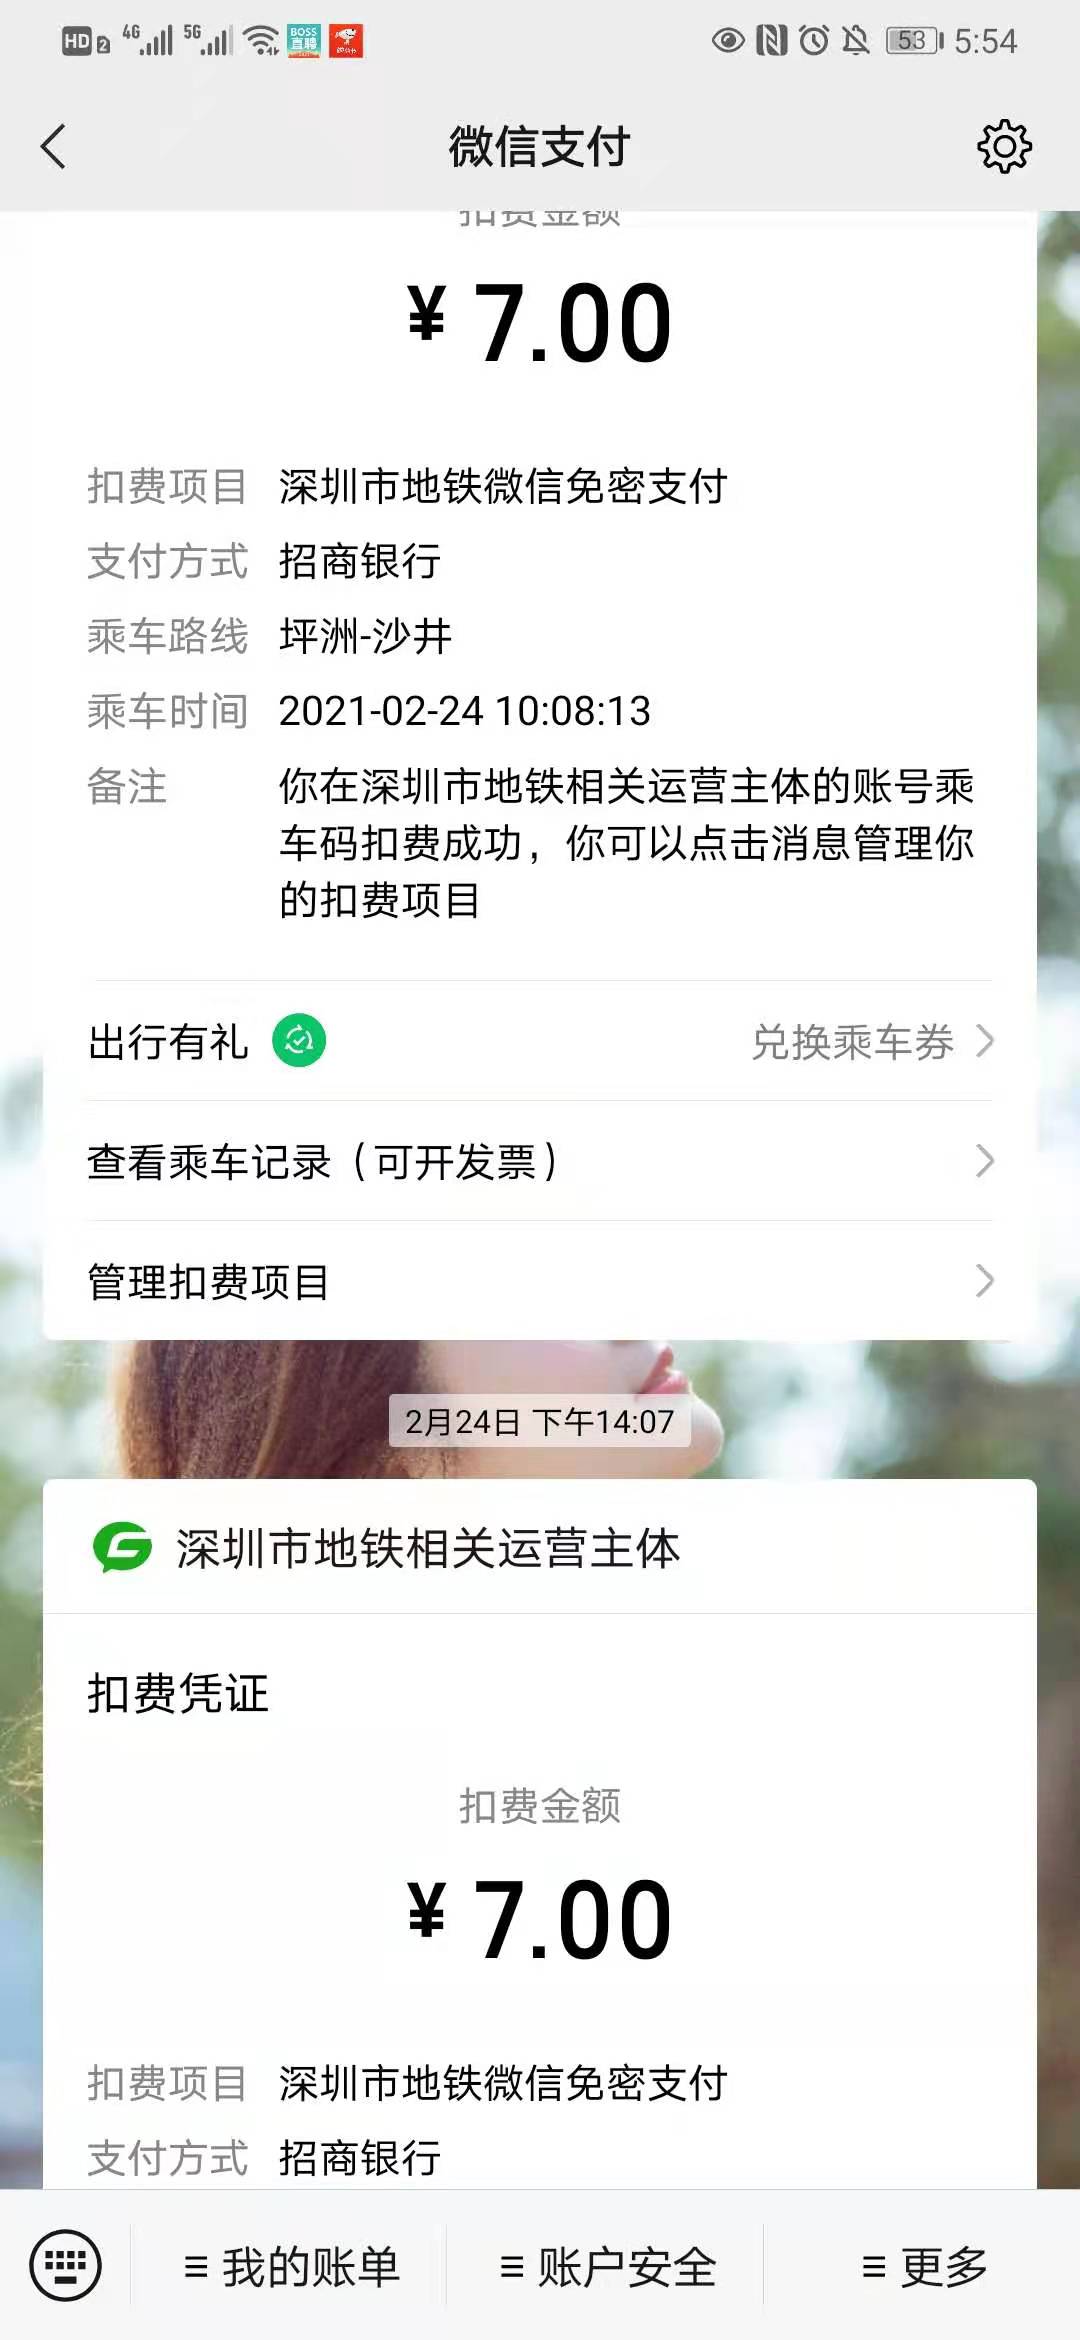 HD 2 4G 5G BOSS 直聘 53 5:54
微信支付
扣费金额
¥ 7.00
扣费项目 深圳市地铁微信免密支付
支付方式 招商银行
乘车路线 坪洲-沙井
乘车时间 2021-02-24 10:08:13
备注 你在深圳市地铁相关运营主体的账号乘
车码扣费成功，你可以点击消息管理你
的扣费项目
出行有礼 兑换乘车券
查看乘车记录（可开发票）
管理扣费项目
2月24日 下午14:07
深圳市地铁相关运营主体
扣费凭证
扣费金额
¥ 7.00
扣费项目 深圳市地铁微信免密支付
支付方式 招商银行
我的账单 账户安全 更多